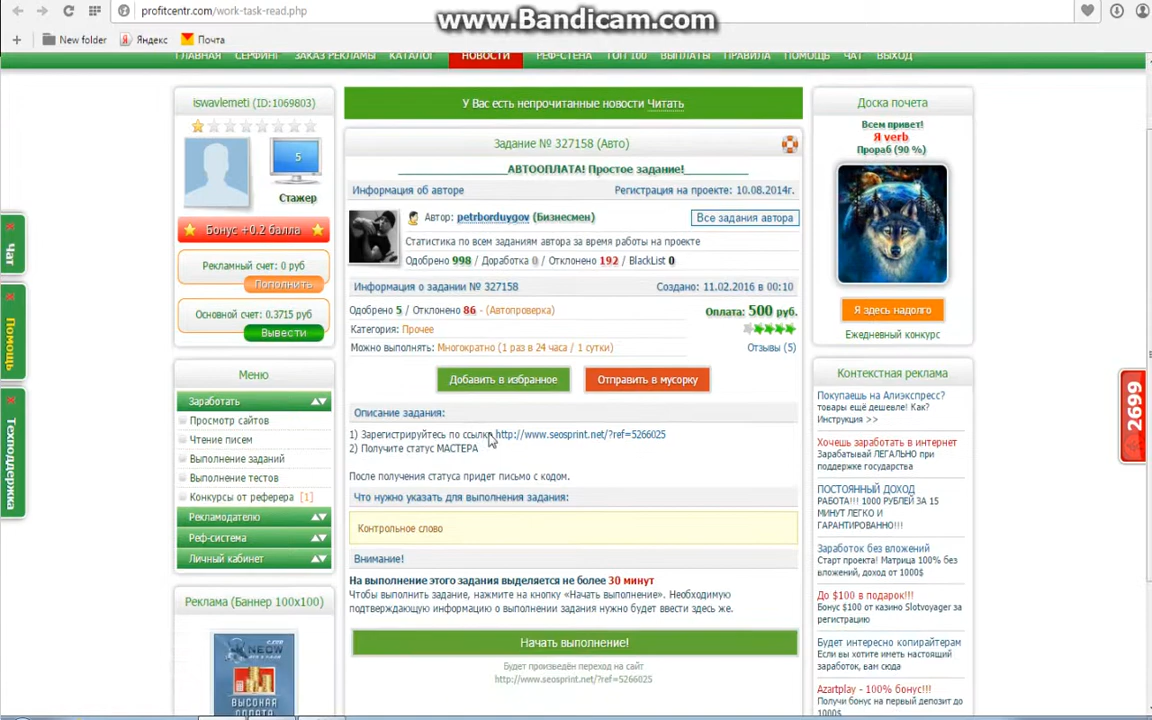 profitcentr.com/work-task-read.php
www.Bandicam.com
New folder
Яндекс
Почта
ГЛАВНАЯ СЕРФИНГ ЗАКАЗ РЕКЛАМЫ КАТАЛОГ НОВОСТИ РЕФ-СТЕНА ТОП 100 ВЫПЛАТЫ ПРАВИЛА ПОМОЩЬ ЧАТ ВЫХОД
Чат
Помощь
Техподдержка
iswavlemeti (ID:1069803)
5
Стажер
Бонус +0.2 балла
Рекламный счет: 0 руб
Пополнить
Основной счет: 0.3715 руб
Вывести
Меню
Заработать
Просмотр сайтов
Чтение писем
Выполнение заданий
Выполнение тестов
Конкурсы от реферера [1]
Рекламодателю
Реф-система
Личный кабинет
Реклама (Баннер 100x100)
ВЫСОКАЯ
ОПЛАТА
У Вас есть непрочитанные новости Читать
Задание № 327158 (Авто)
АВТООПЛАТА! Простое задание!
Информация об авторе Регистрация на проекте: 10.08.2014г.
Автор: petrborduygov (Бизнесмен) Все задания автора
Статистика по всем заданиям автора за время работы на проекте
Одобрено 998 / Доработка 0 / Отклонено 192 / BlackList 0
Информация о задании № 327158 Создано: 11.02.2016 в 00:10
Одобрено 5 / Отклонено 86 - (Автопроверка) Оплата: 500 руб.
Категория: Прочее
Можно выполнять: Многократно (1 раз в 24 часа / 1 сутки) Отзывы (5)
Добавить в избранное Отправить в мусорку
Описание задания:
1) Зарегистрируйтесь по ссылке http://www.seosprint.net/?ref=5266025
2) Получите статус МАСТЕРА
После получения статуса придет письмо с кодом.
Что нужно указать для выполнения задания:
Контрольное слово
Внимание!
На выполнение этого задания выделяется не более 30 минут
Чтобы выполнить задание, нажмите на кнопку «Начать выполнение». Необходимую
подтверждающую информацию о выполнении задания нужно будет ввести здесь же.
Начать выполнение!
Будет произведён переход на сайт
http://www.seosprint.net/?ref=5266025
Доска почета
Всем привет!
Я verb
Прораб (90 %)
Я здесь надолго
Ежедневный конкурс
Контекстная реклама
Покупаешь на Алиэкспресс?
товары ещё дешевле! Как?
Инструкция >>
Хочешь заработать в интернет
Зарабатывай ЛЕГАЛЬНО при
поддержке государства
ПОСТОЯННЫЙ ДОХОД
РАБОТА!!! 1000 РУБЛЕЙ ЗА 15
МИНУТ ЛЕГКО И
ГАРАНТИРОВАННО!!!
Заработок без вложений
Старт проекта! Матрица 100% без
вложений, доход от 1000$
До $100 в подарок!!!
Бонус $100 от казино Slotvoyager за
регистрацию
Будет интересно копирайтерам
Если вы хотите иметь настоящий
заработок, вам сюда
Azartplay - 100% бонус!!!
Получи бонус на первый депозит до
1000$
2699